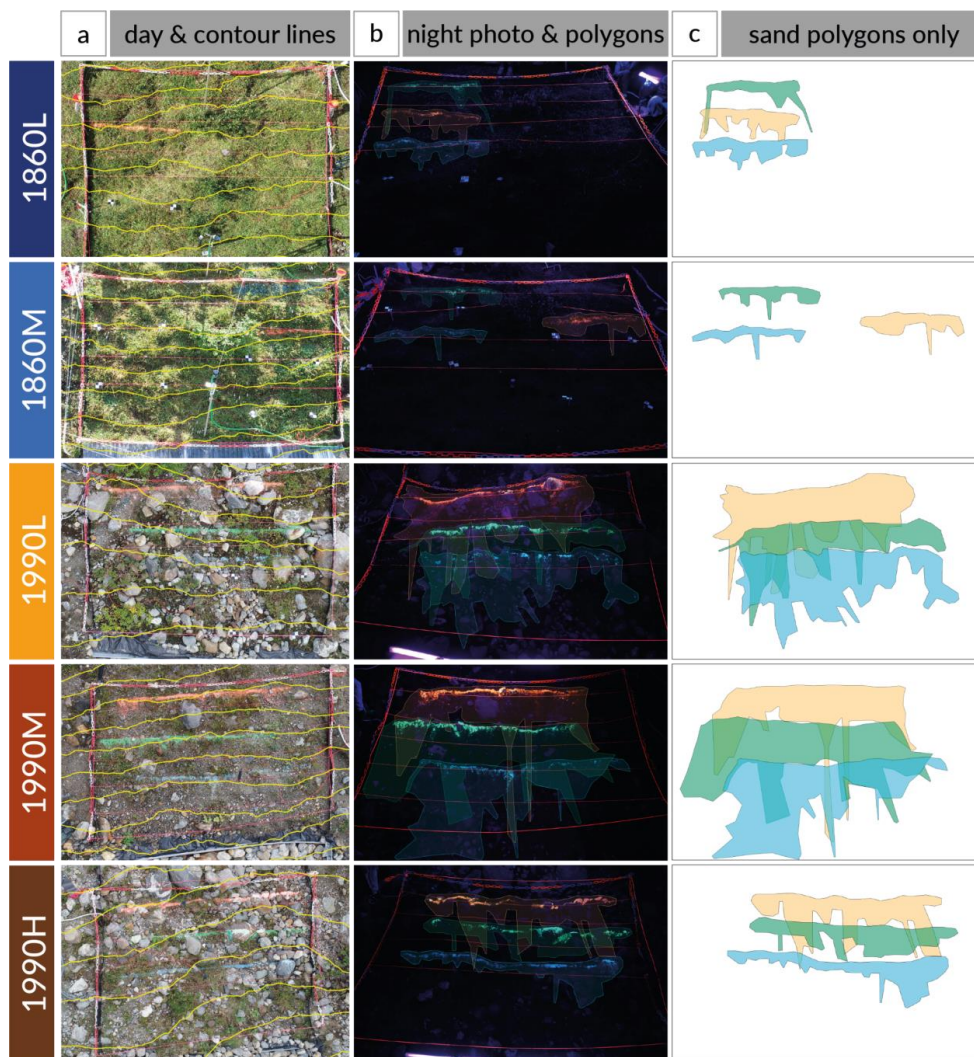 a day & contour lines b night photo & polygons c sand polygons only
1860L
1860M
1990L
1990M
1990H